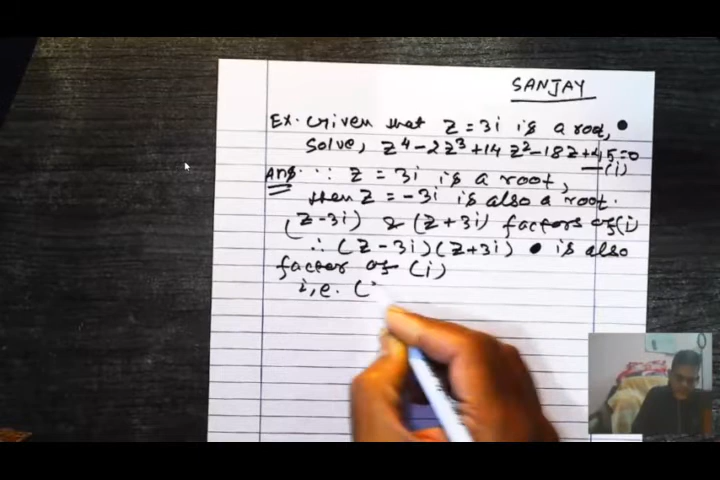 SANJAY
Ex. Given that z = 3i is a root,
Solve, z⁴ - 2z³ + 14z² - 18z + 45 = 0
—(i)
Ans. ∵ z = 3i is a root,
then z = -3i is also a root.
(z - 3i) & (z + 3i) factors of (i)
∴ (z - 3i)(z + 3i) is also
factor of (i)
i.e. (